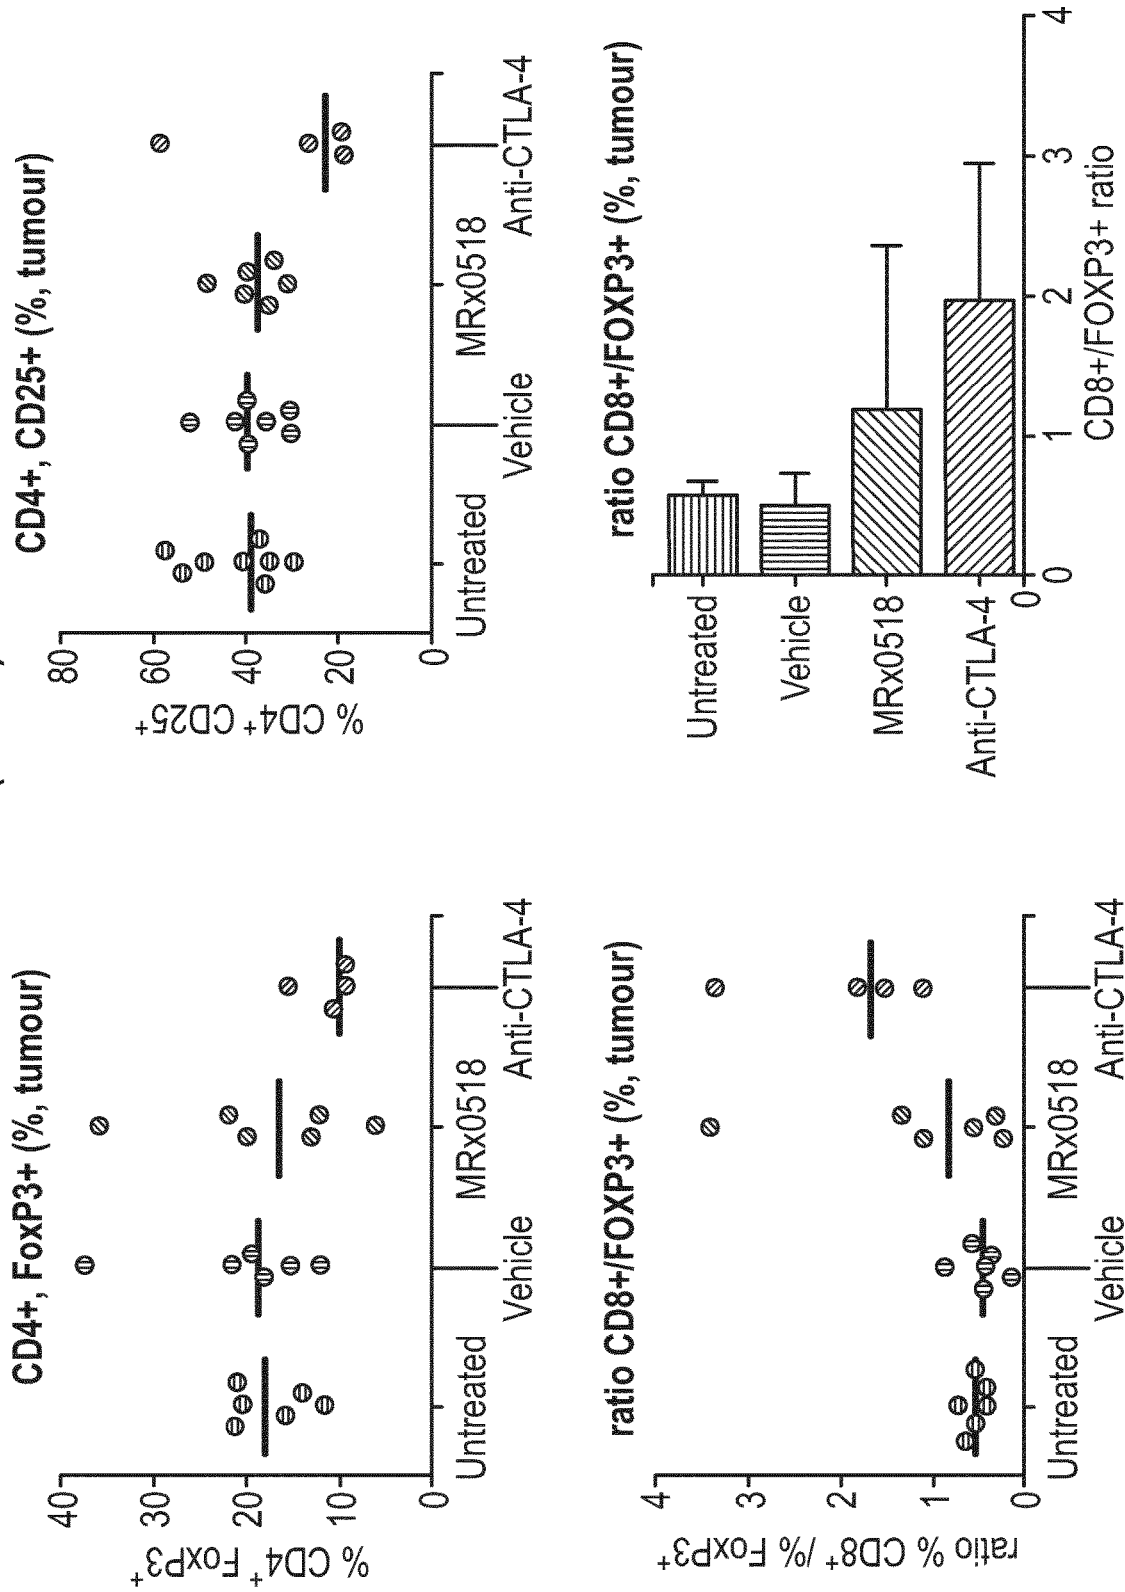 CD4+, FoxP3+ (%, tumour)
% CD4+ FoxP3+
40
30
20
10
0
Untreated
Vehicle
MRx0518
Anti-CTLA-4
CD4+, CD25+ (%, tumour)
% CD4+ CD25+
80
60
40
20
0
Untreated
Vehicle
MRx0518
Anti-CTLA-4
ratio CD8+/FOXP3+ (%, tumour)
ratio % CD8+/% FoxP3+
4
3
2
1
0
Untreated
Vehicle
MRx0518
Anti-CTLA-4
ratio CD8+/FOXP3+ (%, tumour)
Untreated
Vehicle
MRx0518
Anti-CTLA-4
0
0
1
2
3
4
CD8+/FOXP3+ ratio